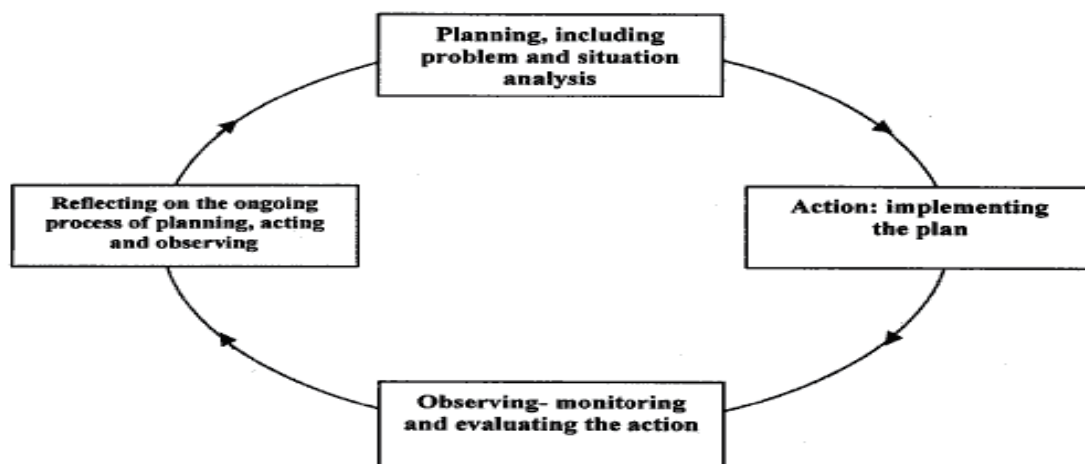 Planning, including
problem and situation
analysis
Action: implementing
the plan
Observing- monitoring
and evaluating the action
Reflecting on the ongoing
process of planning, acting
and observing